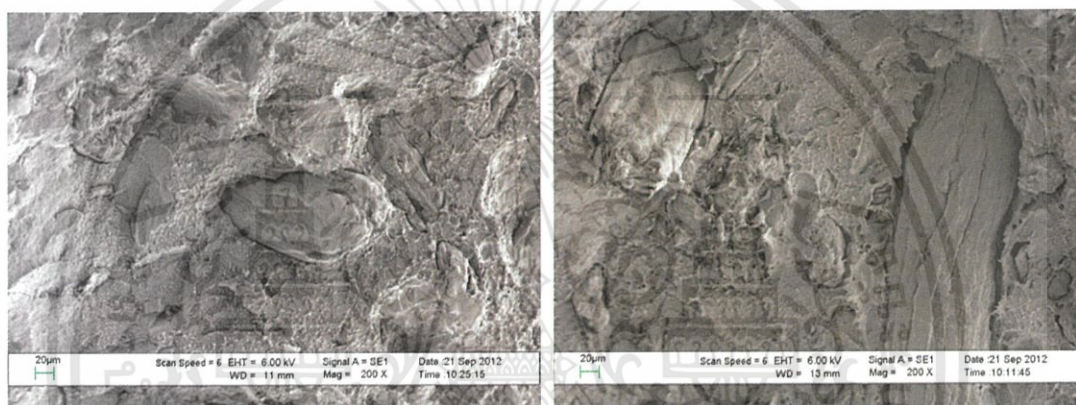 20µm
Scan Speed = 6 EHT = 6.00 kV Signal A = SE1 Date :21 Sep 2012
WD = 11 mm Mag = 200 X Time :10:25:15
20µm
Scan Speed = 6 EHT = 6.00 kV Signal A = SE1 Date :21 Sep 2012
WD = 13 mm Mag = 200 X Time :10:11:45